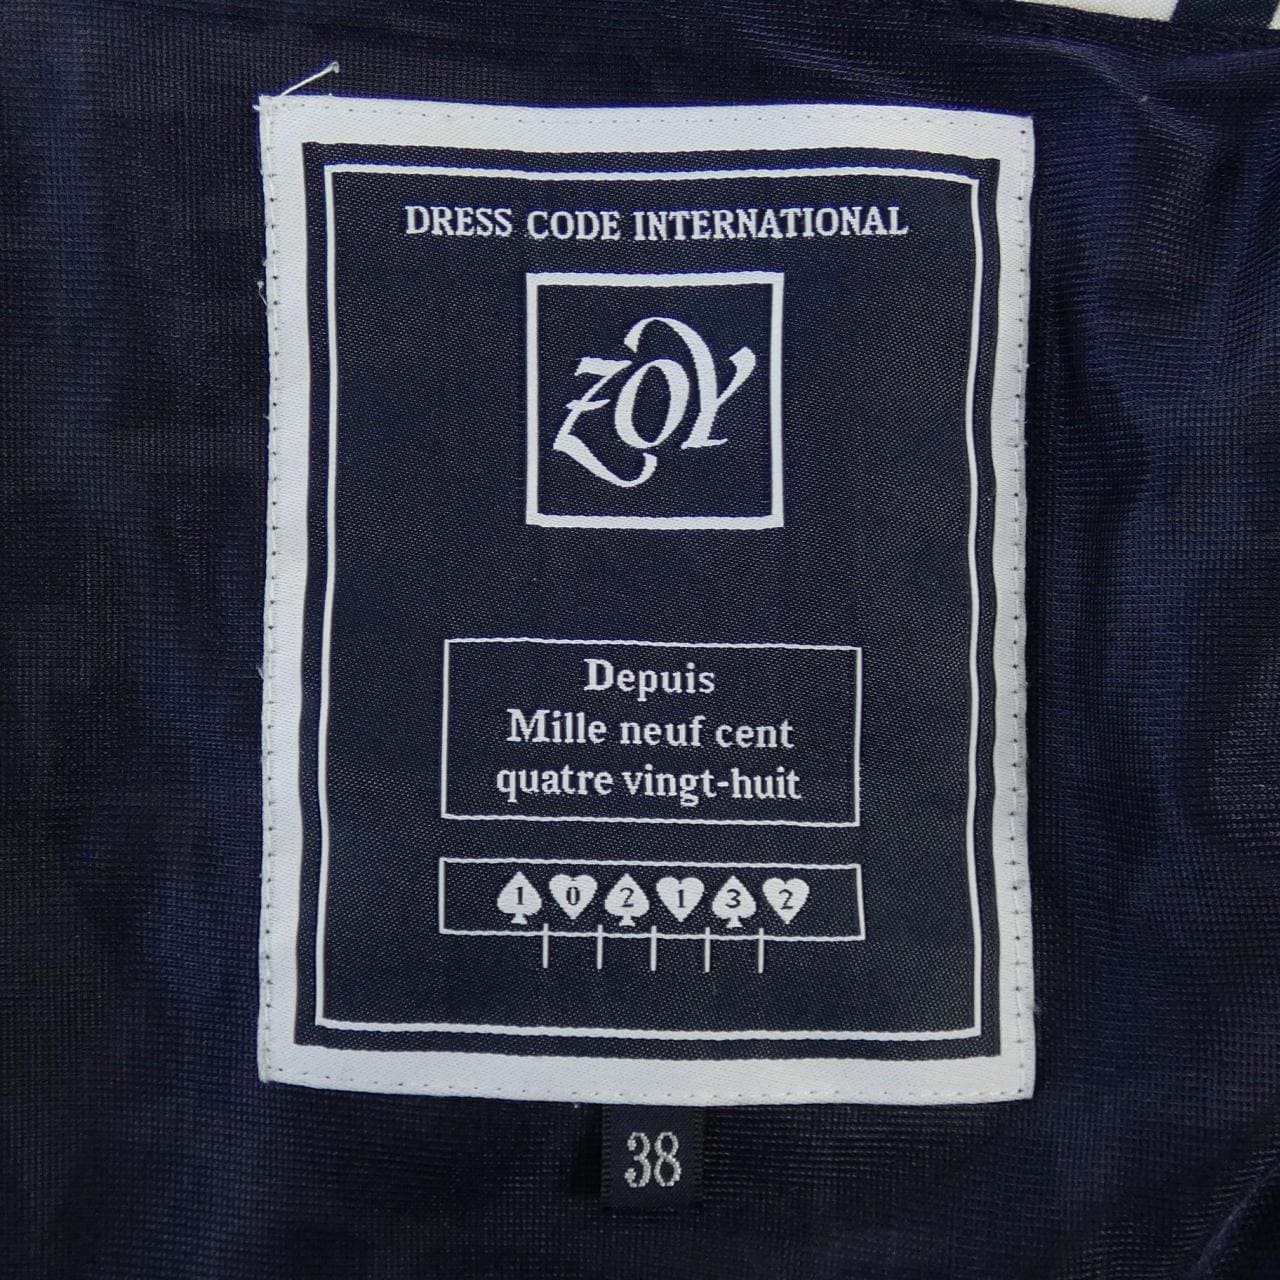 DRESS CODE INTERNATIONAL
ZOY
Depuis
Mille neuf cent
quatre vingt-huit
1 0 2 1 3 2
38